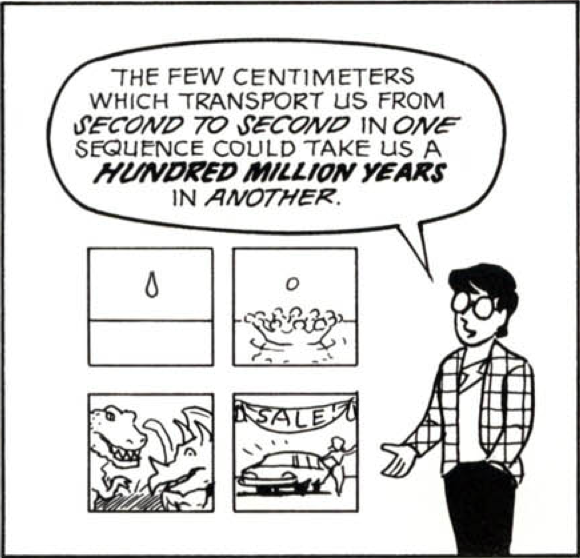 THE FEW CENTIMETERS
WHICH TRANSPORT US FROM
SECOND TO SECOND IN ONE
SEQUENCE COULD TAKE US A
HUNDRED MILLION YEARS
IN ANOTHER.
SALE!